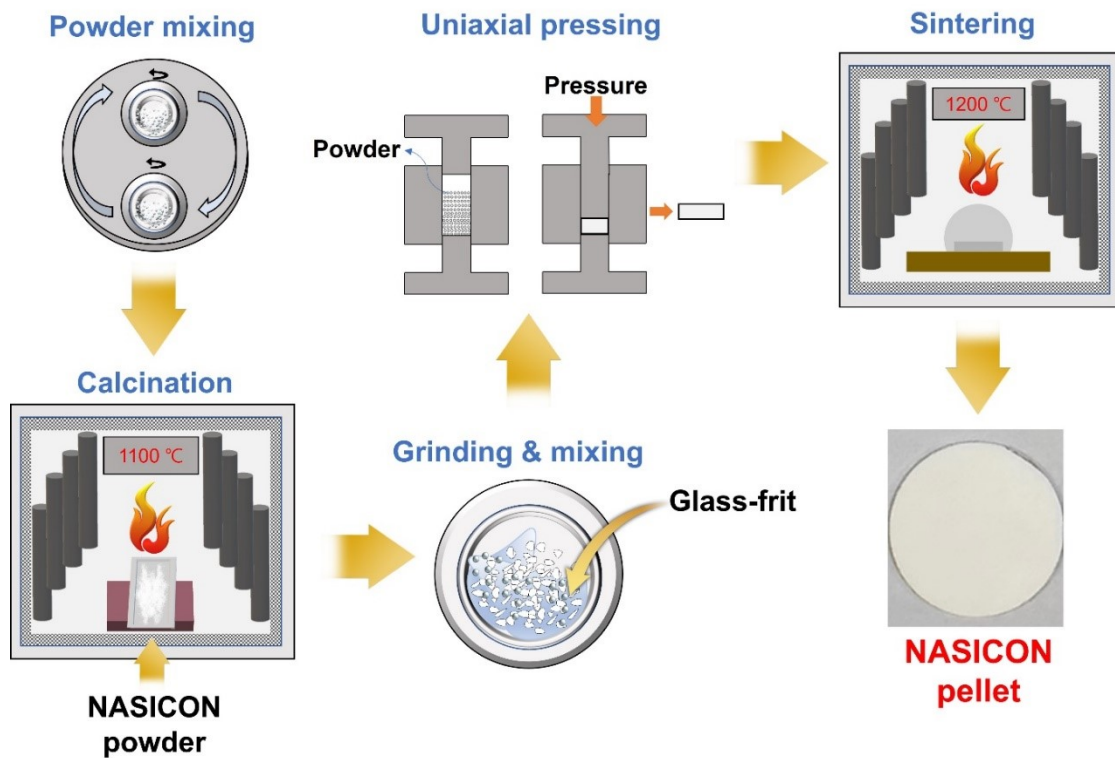 Powder mixing
Calcination
1100 ℃
NASICON
powder
Grinding & mixing
Glass-frit
Uniaxial pressing
Pressure
Powder
Sintering
1200 ℃
NASICON
pellet